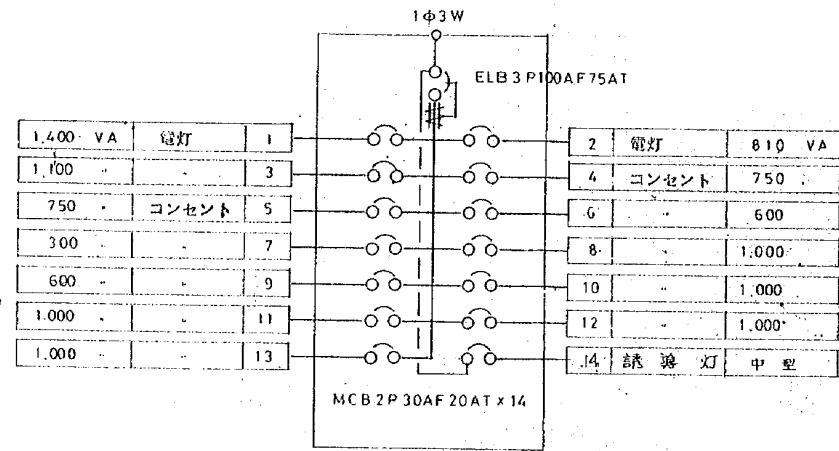 1φ3W
ELB 3P100AF75AT
1,400 VA 電灯 1
2 電灯 810 VA
1,100 〃 〃 3
4 コンセント 750 〃
750 〃 コンセント 5
6 〃 600
300 〃 〃 7
8 〃 1,000
600 〃 〃 9
10 〃 1,000
1,000 〃 〃 11
12 〃 1,000
1,000 〃 〃 13
14 誘導灯 中型
MCB 2P 30AF 20AT × 14